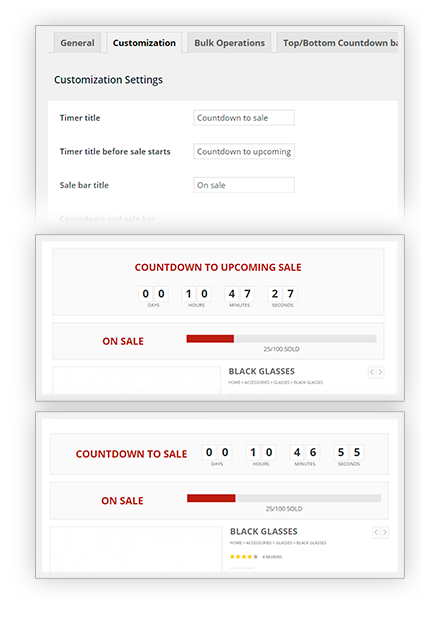 General Customization Bulk Operations Top/Bottom Countdown ba
Customization Settings
Timer title Countdown to sale
Timer title before sale starts Countdown to upcoming
Sale bar title On sale
Countdown and sale bar
COUNTDOWN TO UPCOMING SALE
0 0 1 0 4 7 2 7
DAYS HOURS MINUTES SECONDS
ON SALE
25/100 SOLD
BLACK GLASSES
HOME > ACCESSORIES > GLASSES > BLACK GLASSES
COUNTDOWN TO SALE 0 0 1 0 4 6 5 5
DAYS HOURS MINUTES SECONDS
ON SALE
25/100 SOLD
BLACK GLASSES
HOME > ACCESSORIES > GLASSES > BLACK GLASSES
4 REVIEWS